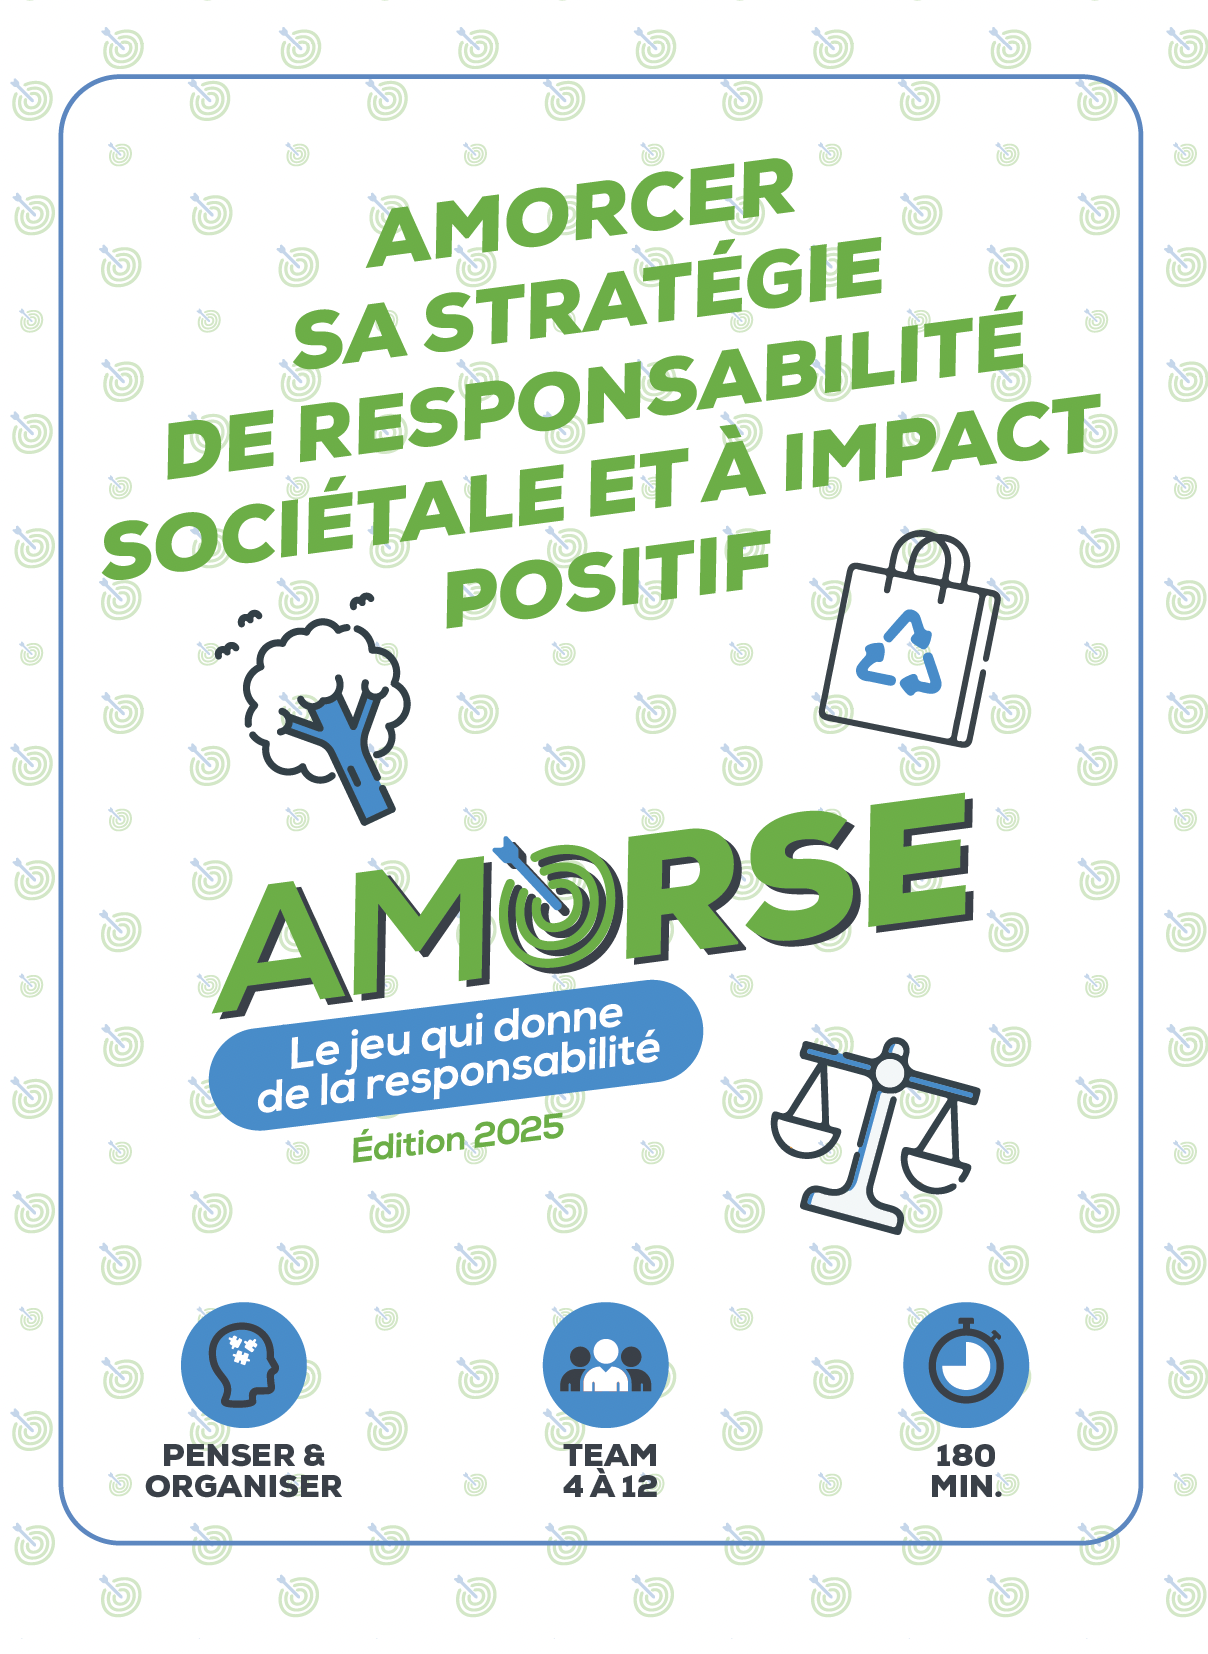 AMORCER
SA STRATÉGIE
DE RESPONSABILITÉ
SOCIÉTALE ET À IMPACT
POSITIF
AMORSE
Le jeu qui donne
de la responsabilité
Édition 2025
PENSER &
ORGANISER
TEAM
4 À 12
180
MIN.